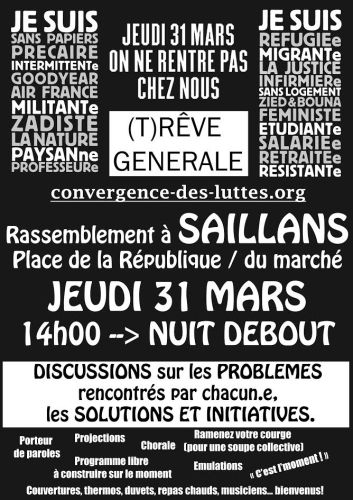 JE SUIS
SANS PAPIERS
PRECAIRE
INTERMITTENTe
GOODYEAR
AIR FRANCE
MILITANTe
ZADISTE
LA NATURE
PAYSANne
PROFESSEURe
JEUDI 31 MARS
ON NE RENTRE PAS
CHEZ NOUS
(T)RÊVE
GENERALE
JE SUIS
REFUGIEe
MIGRANTe
LA JUSTICE
INFIRMIERe
SANS LOGEMENT
ZIED & BOUNA
FEMINISTE
ETUDIANTe
SALARIEe
RETRAITEe
RESISTANTe
convergence-des-luttes.org
Rassemblement à SAILLANS
Place de la République / du marché
JEUDI 31 MARS
14h00 --> NUIT DEBOUT
DISCUSSIONS sur les PROBLEMES
rencontrés par chacun.e,
les SOLUTIONS ET INITIATIVES.
Porteur
de paroles
Projections
Chorale
Ramenez votre courge
(pour une soupe collective)
Programme libre
à construire sur le moment
Emulations
« C'est l'moment ! »
Couvertures, thermos, duvets, repas chauds, musiciens... bienvenus!